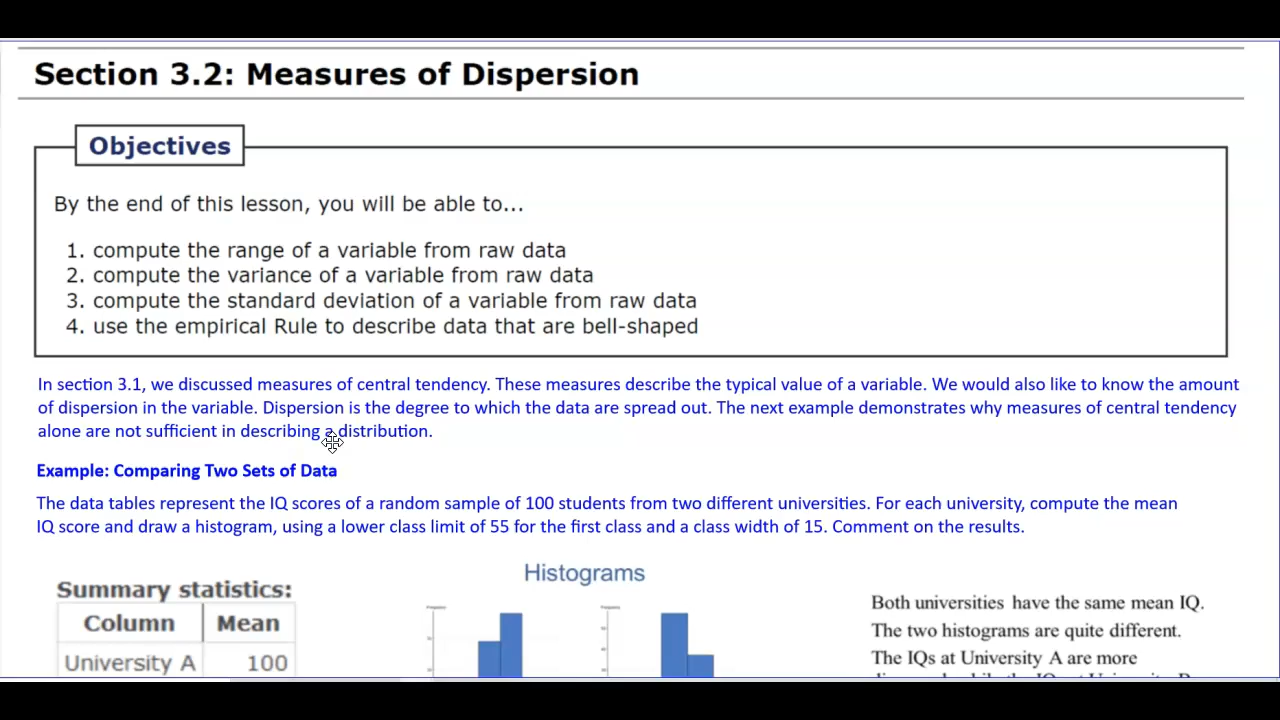 Section 3.2: Measures of Dispersion
Objectives
By the end of this lesson, you will be able to...
1. compute the range of a variable from raw data
2. compute the variance of a variable from raw data
3. compute the standard deviation of a variable from raw data
4. use the empirical Rule to describe data that are bell-shaped
In section 3.1, we discussed measures of central tendency. These measures describe the typical value of a variable. We would also like to know the amount
of dispersion in the variable. Dispersion is the degree to which the data are spread out. The next example demonstrates why measures of central tendency
alone are not sufficient in describing a distribution.
Example: Comparing Two Sets of Data
The data tables represent the IQ scores of a random sample of 100 students from two different universities. For each university, compute the mean
IQ score and draw a histogram, using a lower class limit of 55 for the first class and a class width of 15. Comment on the results.
Summary statistics:
Column Mean
University A 100
Histograms
Both universities have the same mean IQ.
The two histograms are quite different.
The IQs at University A are more